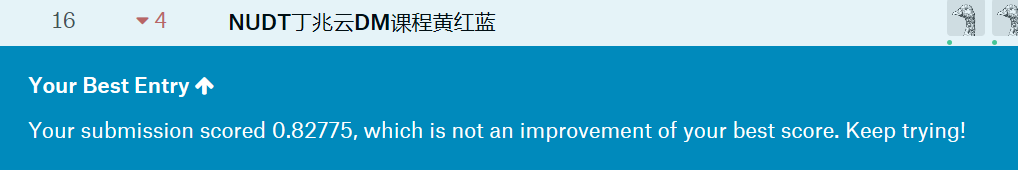 16 4 NUDT丁兆云DM课程黄红蓝
Your Best Entry
Your submission scored 0.82775, which is not an improvement of your best score. Keep trying!